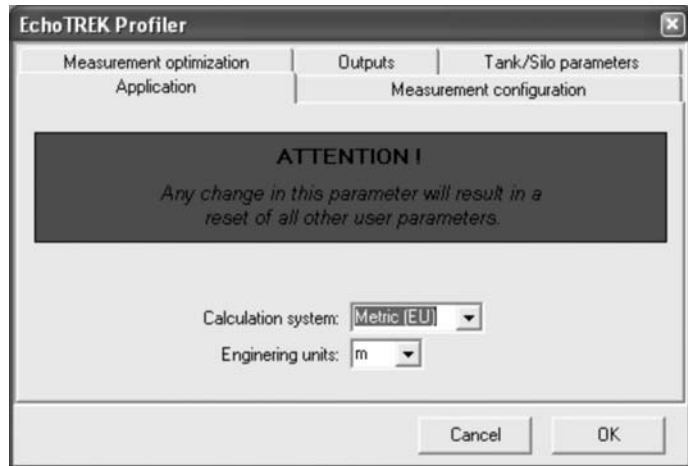 EchoTREK Profiler
Measurement optimization
Outputs
Tank/Silo parameters
Application
Measurement configuration
ATTENTION !
Any change in this parameter will result in a
reset of all other user parameters.
Calculation system: Metric (EU)
Enginering units: m
Cancel
OK